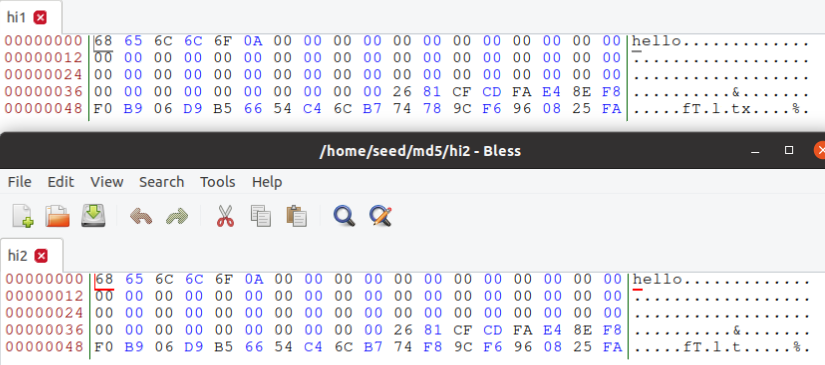 hi1
00000000 68 65 6C 6C 6F 0A 00 00 00 00 00 00 00 00 00 00 00 00 hello.............
00000012 00 00 00 00 00 00 00 00 00 00 00 00 00 00 00 00 00 00 ..................
00000024 00 00 00 00 00 00 00 00 00 00 00 00 00 00 00 00 00 00 ..................
00000036 00 00 00 00 00 00 00 00 00 00 26 81 CF CD FA E4 8E F8 ..........&.......
00000048 F0 B9 06 D9 B5 66 54 C4 6C B7 74 78 9C F6 96 08 25 FA .....fT.l.tx....%.
/home/seed/md5/hi2 - Bless
File Edit View Search Tools Help
hi2
00000000 68 65 6C 6C 6F 0A 00 00 00 00 00 00 00 00 00 00 00 00 hello.............
00000012 00 00 00 00 00 00 00 00 00 00 00 00 00 00 00 00 00 00 ..................
00000024 00 00 00 00 00 00 00 00 00 00 00 00 00 00 00 00 00 00 ..................
00000036 00 00 00 00 00 00 00 00 00 00 26 81 CF CD FA E4 8E F8 ..........&.......
00000048 F0 B9 06 D9 B5 66 54 C4 6C B7 74 F8 9C F6 96 08 25 FA .....fT.l.t.....%.